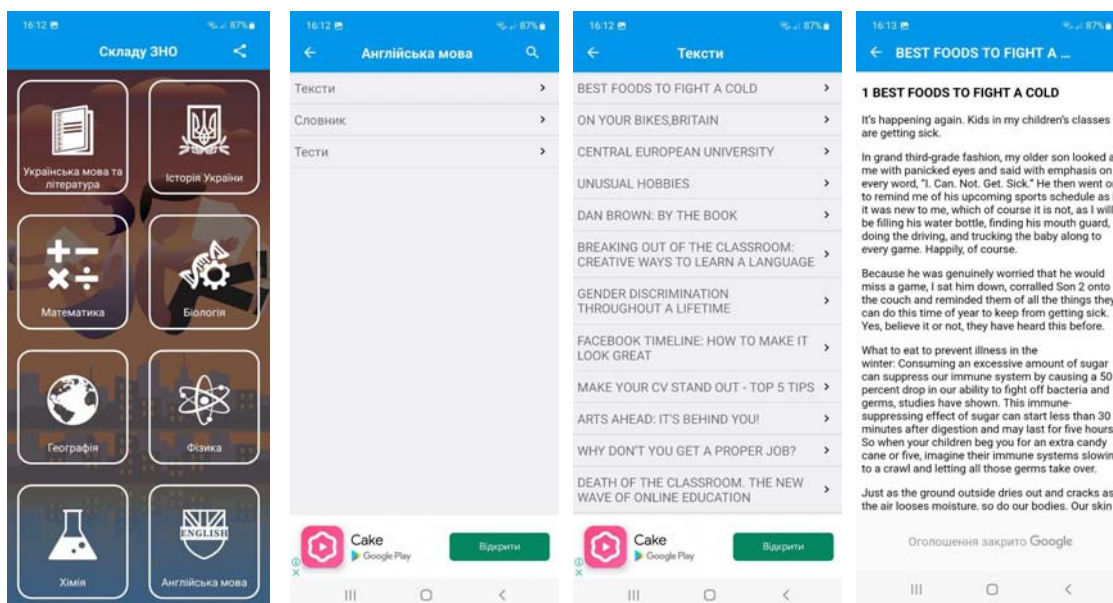 16:12 87%
Складу ЗНО
Українська мова та
література
Історія України
Математика
Біологія
Географія
Фізика
Хімія
ENGLISH
Англійська мова
16:12 87%
Англійська мова
Тексти
Словник
Тести
Cake
Google Play
Відкрити
16:12 87%
Тексти
BEST FOODS TO FIGHT A COLD
ON YOUR BIKES,BRITAIN
CENTRAL EUROPEAN UNIVERSITY
UNUSUAL HOBBIES
DAN BROWN: BY THE BOOK
BREAKING OUT OF THE CLASSROOM:
CREATIVE WAYS TO LEARN A LANGUAGE
GENDER DISCRIMINATION
THROUGHOUT A LIFETIME
FACEBOOK TIMELINE: HOW TO MAKE IT
LOOK GREAT
MAKE YOUR CV STAND OUT - TOP 5 TIPS
ARTS AHEAD: IT'S BEHIND YOU!
WHY DON'T YOU GET A PROPER JOB?
DEATH OF THE CLASSROOM. THE NEW
WAVE OF ONLINE EDUCATION
Cake
Google Play
Відкрити
16:13 87%
BEST FOODS TO FIGHT A ...
1 BEST FOODS TO FIGHT A COLD
It's happening again. Kids in my children's classes
are getting sick.
In grand third-grade fashion, my older son looked a
me with panicked eyes and said with emphasis on
every word, "I. Can. Not. Get. Sick." He then went o
to remind me of his upcoming sports schedule as i
it was new to me, which of course it is not, as I will
be filling his water bottle, finding his mouth guard,
doing the driving, and trucking the baby along to
every game. Happily, of course.
Because he was genuinely worried that he would
miss a game, I sat him down, corralled Son 2 onto
the couch and reminded them of all the things they
can do this time of year to keep from getting sick.
Yes, believe it or not, they have heard this before.
What to eat to prevent illness in the
winter: Consuming an excessive amount of sugar
can suppress our immune system by causing a 50
percent drop in our ability to fight off bacteria and
germs, studies have shown. This immune-
suppressing effect of sugar can start less than 30
minutes after digestion and may last for five hours
So when your children beg you for an extra candy
cane or five, imagine their immune systems slowin
to a crawl and letting all those germs take over.
Just as the ground outside dries out and cracks as
the air looses moisture, so do our bodies. Our skin
Оголошення закрито Google